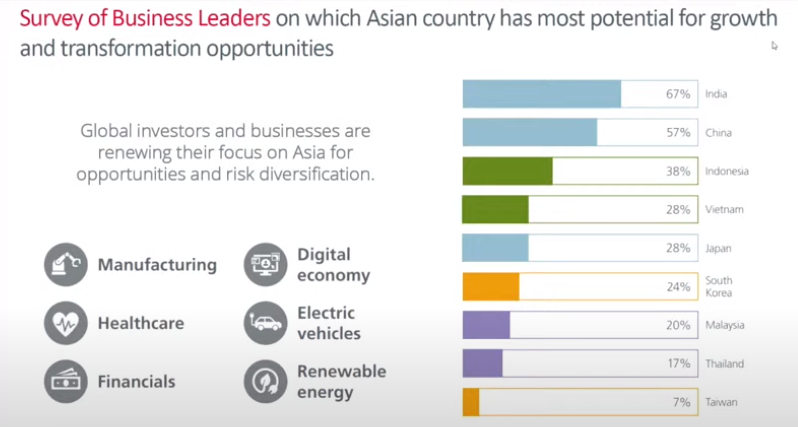 Survey of Business Leaders on which Asian country has most potential for growth
and transformation opportunities
Global investors and businesses are
renewing their focus on Asia for
opportunities and risk diversification.
Manufacturing
Digital
economy
Healthcare
Electric
vehicles
Financials
Renewable
energy
67% India
57% China
38% Indonesia
28% Vietnam
28% Japan
24% South
Korea
20% Malaysia
17% Thailand
7% Taiwan